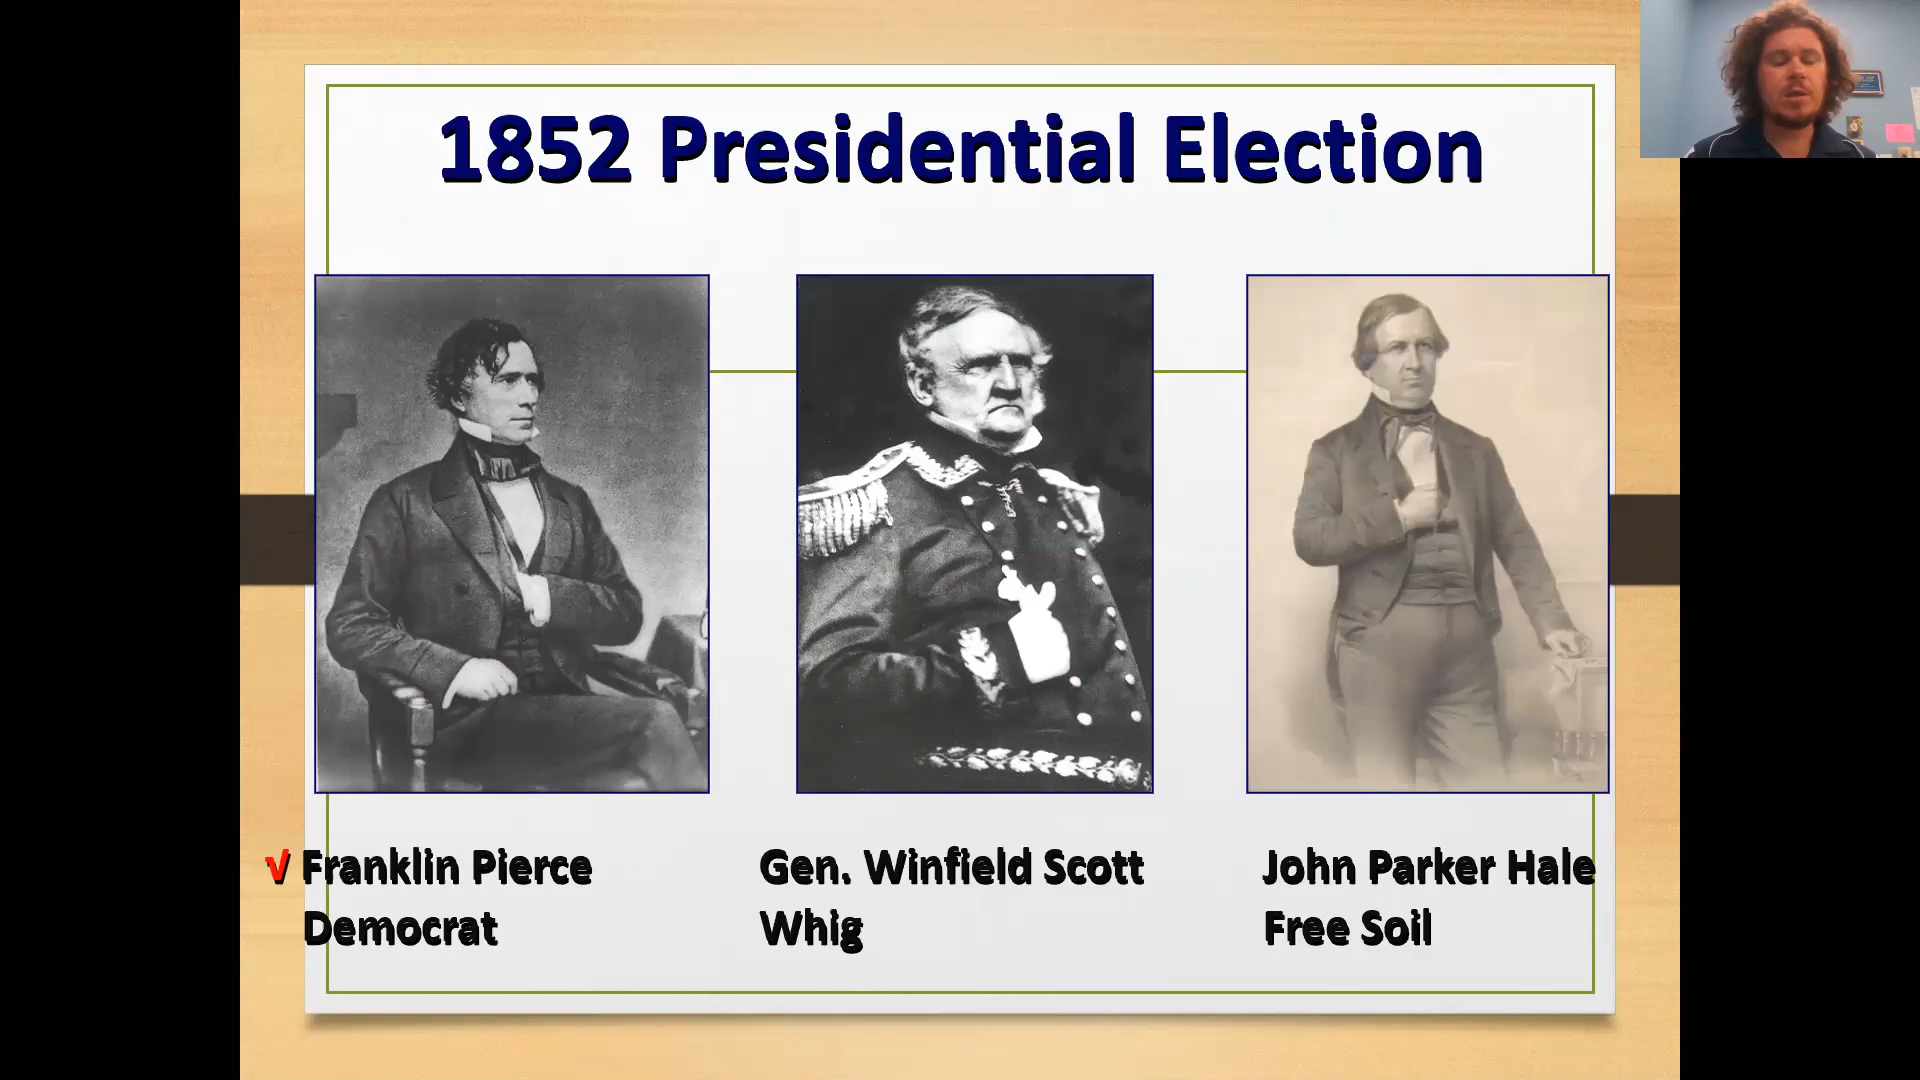 1852 Presidential Election
√ Franklin Pierce
Democrat
Gen. Winfield Scott
Whig
John Parker Hale
Free Soil